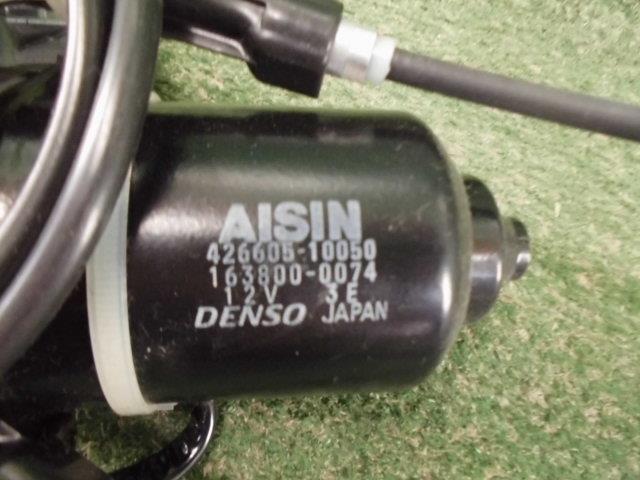 AISIN
426605-10050
163800-0074
12V 3E
DENSO JAPAN